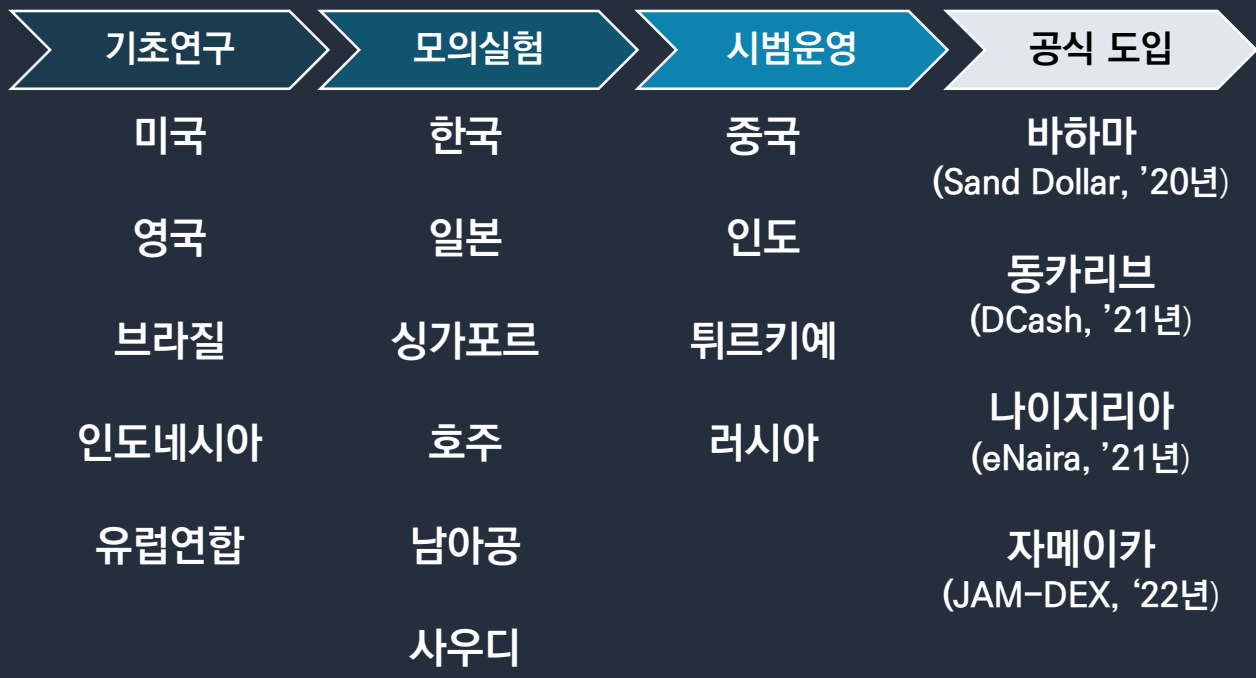 기초연구
모의실험
시범운영
공식 도입
미국
영국
브라질
인도네시아
유럽연합
한국
일본
싱가포르
호주
남아공
사우디
중국
인도
튀르키예
러시아
바하마
(Sand Dollar, ’20년)
동카리브
(DCash, ’21년)
나이지리아
(eNaira, ’21년)
자메이카
(JAM-DEX, ‘22년)